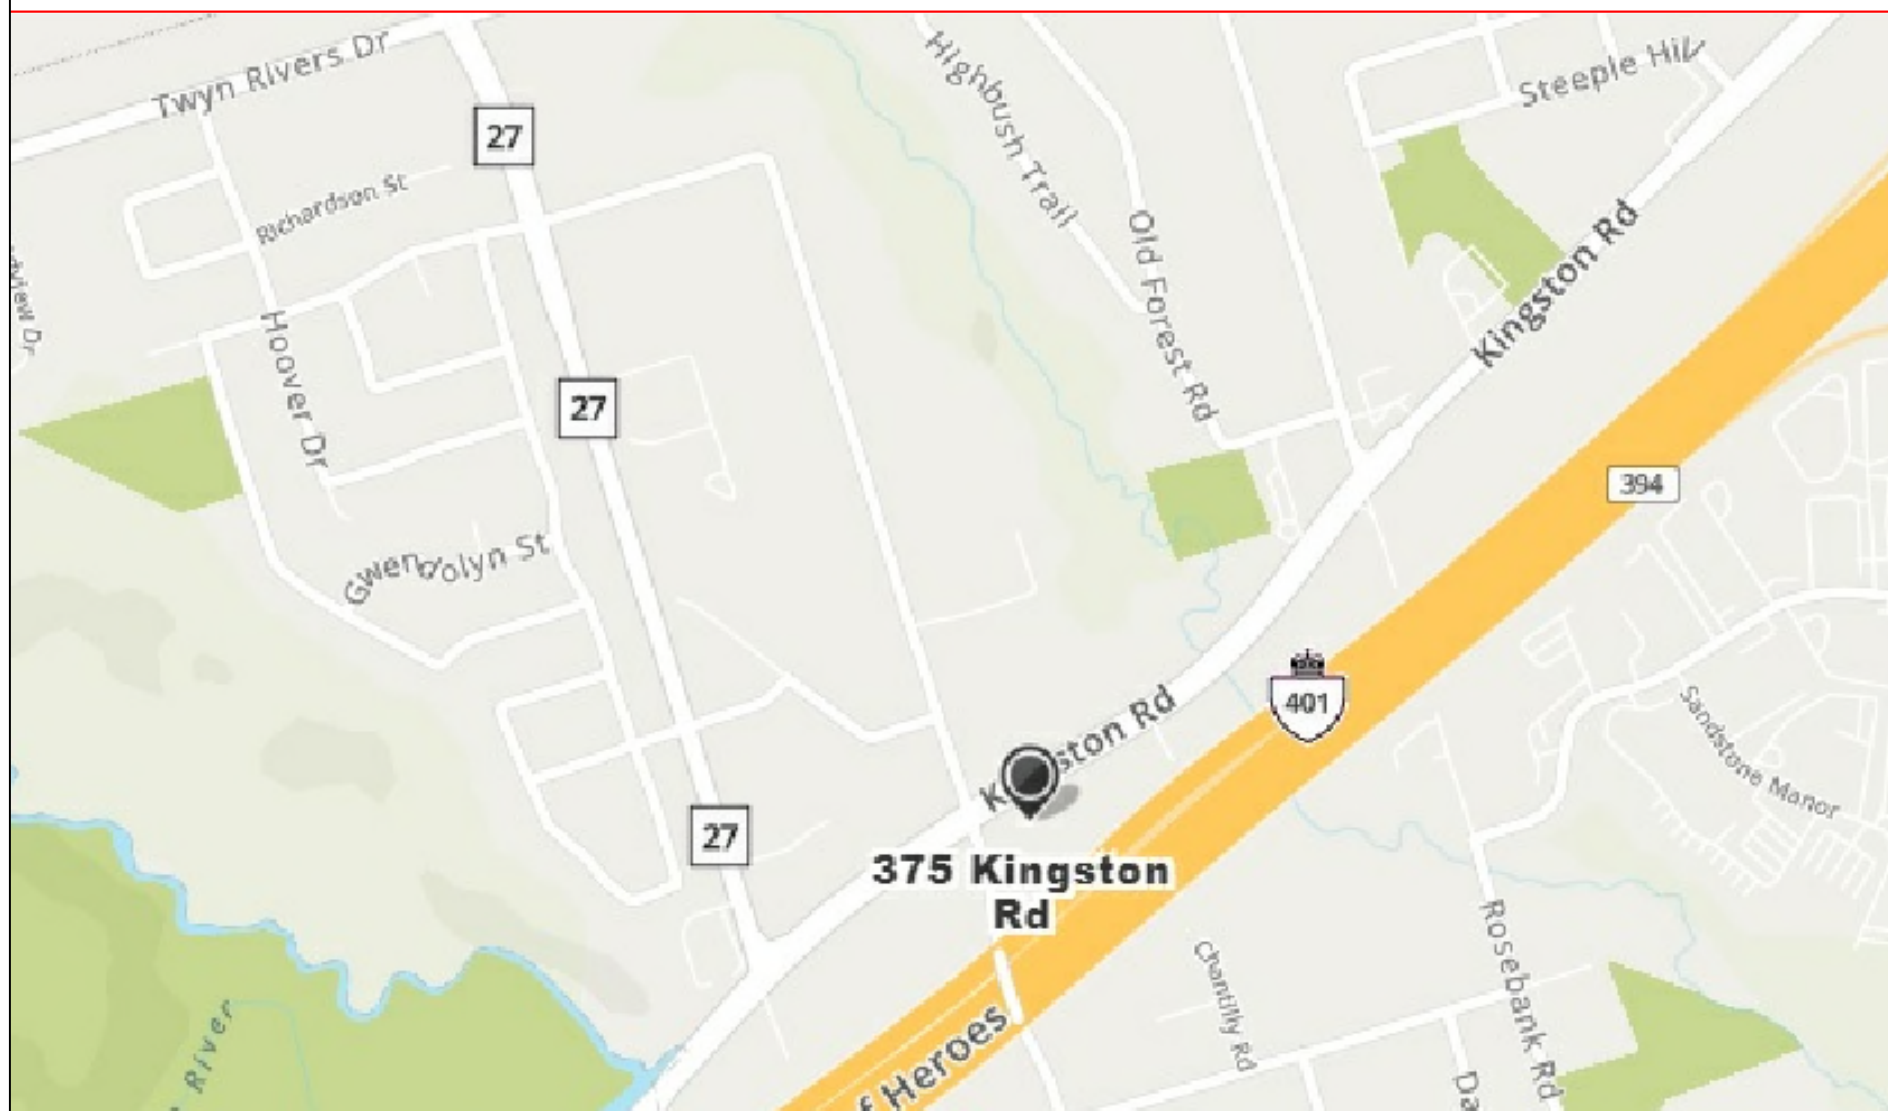 Twyn Rivers Dr
27
Highbush Trail
Steeple Hill
Richardson St
Old Forest Rd
Kingston Rd
Hoover Dr
27
394
Gwendolyn St
401
Kingston Rd
Sandstone Manor
27
375 Kingston
Rd
Rosebank Rd
Chantilly Rd
River
f Heroes
Da